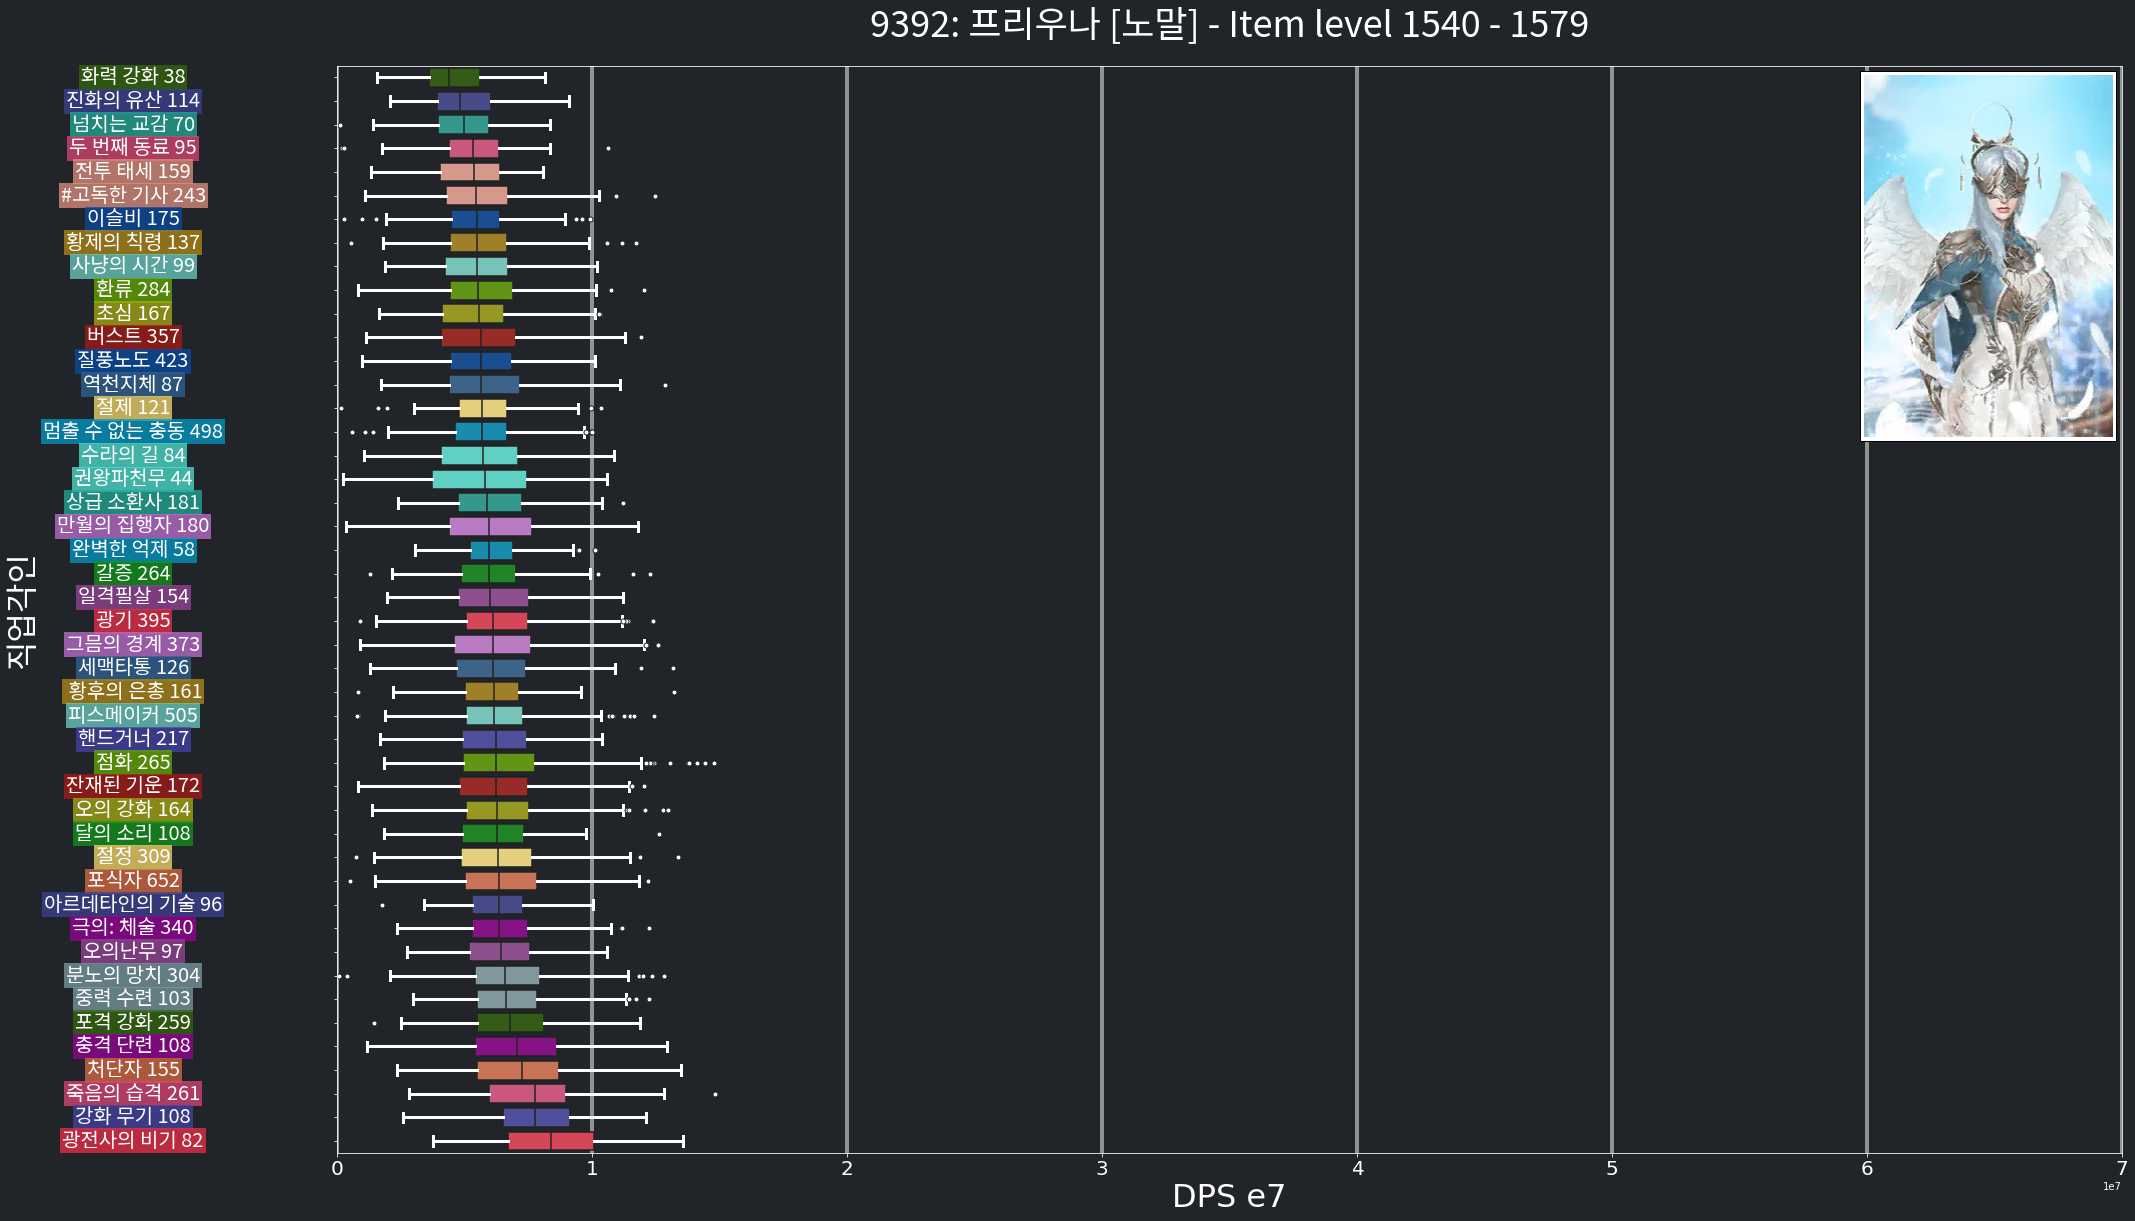 9392: 프리우나 [노말] - Item level 1540 - 1579
화력 강화 38
진화의 유산 114
넘치는 교감 70
두 번째 동료 95
전투 태세 159
#고독한 기사 243
이슬비 175
황제의 칙령 137
사냥의 시간 99
환류 284
초심 167
버스트 357
질풍노도 423
역천지체 87
절제 121
멈출 수 없는 충동 498
수라의 길 84
권왕파천무 44
상급 소환사 181
만월의 집행자 180
완벽한 억제 58
갈증 264
일격필살 154
광기 395
그믐의 경계 373
세맥타통 126
황후의 은총 161
피스메이커 505
핸드거너 217
점화 265
잔재된 기운 172
오의 강화 164
달의 소리 108
절정 309
포식자 652
아르데타인의 기술 96
극의: 체술 340
오의난무 97
분노의 망치 304
중력 수련 103
포격 강화 259
충격 단련 108
처단자 155
죽음의 습격 261
강화 무기 108
광전사의 비기 82
직업각인
0 1 2 3 4 5 6 7
1e7
DPS e7